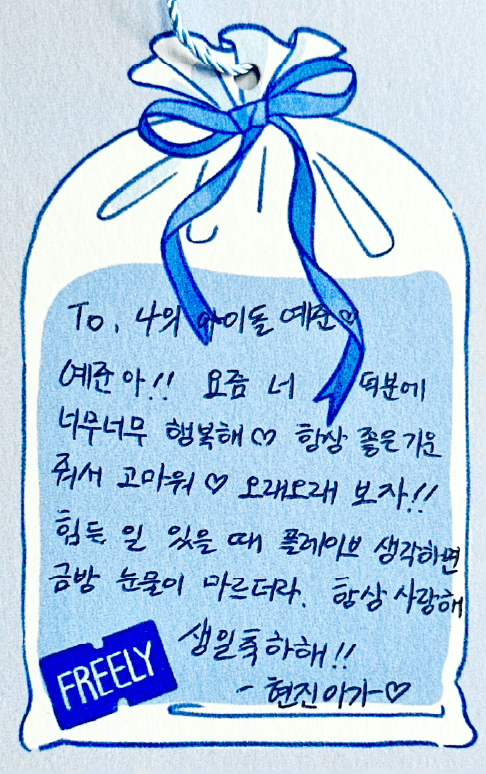 To. 나의 아이돌 예준♡
예준아!! 요즘 너 덕분에
너무너무 행복해♡ 항상 좋은 기운
줘서 고마워♡ 오래오래 보자!!
힘든 일 있을 때 플레이브 생각하면
금방 눈물이 마르더라. 항상 사랑해
생일축하해!!
FREELY
- 현진이가♡